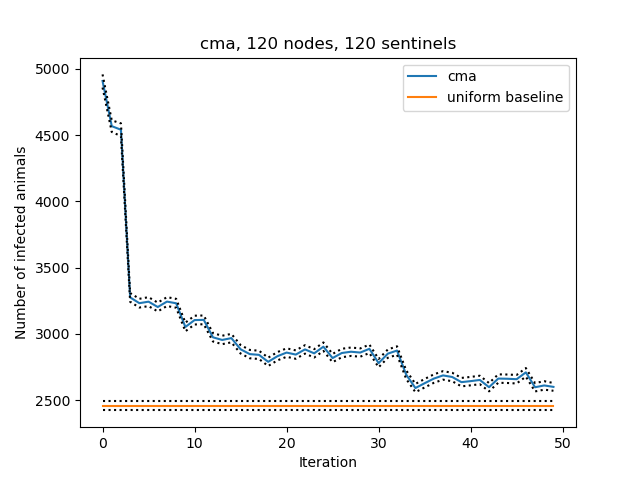 cma, 120 nodes, 120 sentinels
cma
uniform baseline
Number of infected animals
5000
4500
4000
3500
3000
2500
0 10 20 30 40 50
Iteration